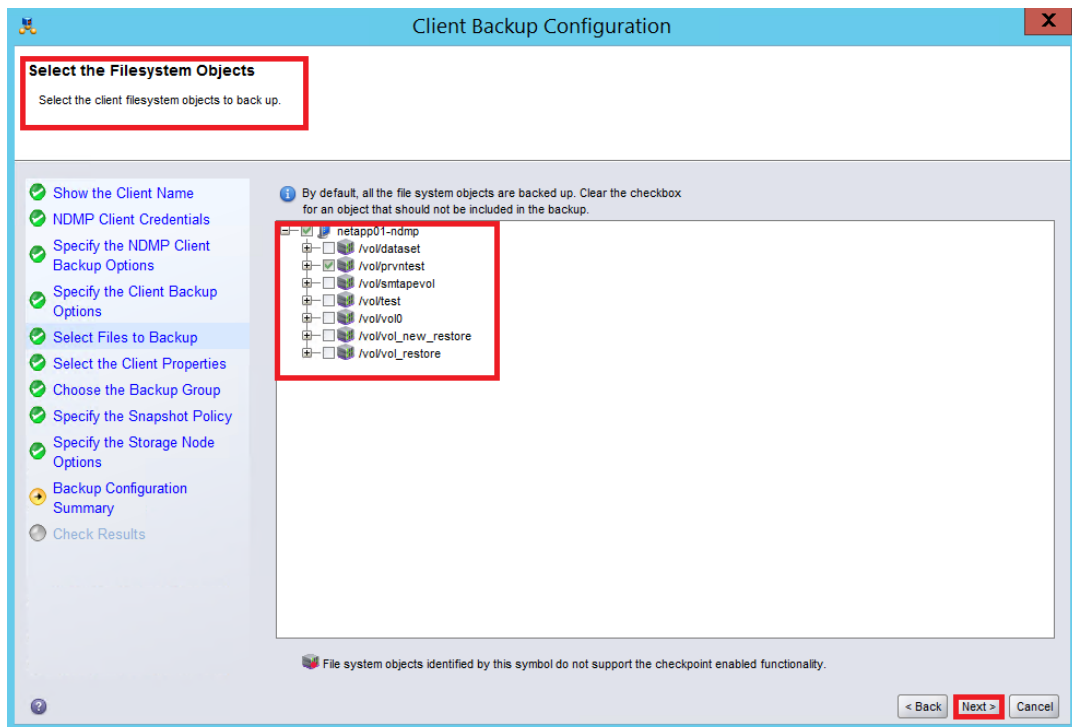 Client Backup Configuration
X
Select the Filesystem Objects
Select the client filesystem objects to back up.
Show the Client Name
NDMP Client Credentials
Specify the NDMP Client
Backup Options
Specify the Client Backup
Options
Select Files to Backup
Select the Client Properties
Choose the Backup Group
Specify the Snapshot Policy
Specify the Storage Node
Options
Backup Configuration
Summary
Check Results
By default, all the file system objects are backed up. Clear the checkbox
for an object that should not be included in the backup.
netapp01-ndmp
/vol/dataset
/vol/prvntest
/vol/smtapevol
/vol/test
/vol/vol0
/vol/vol_new_restore
/vol/vol_restore
File system objects identified by this symbol do not support the checkpoint enabled functionality.
?
< Back
Next >
Cancel